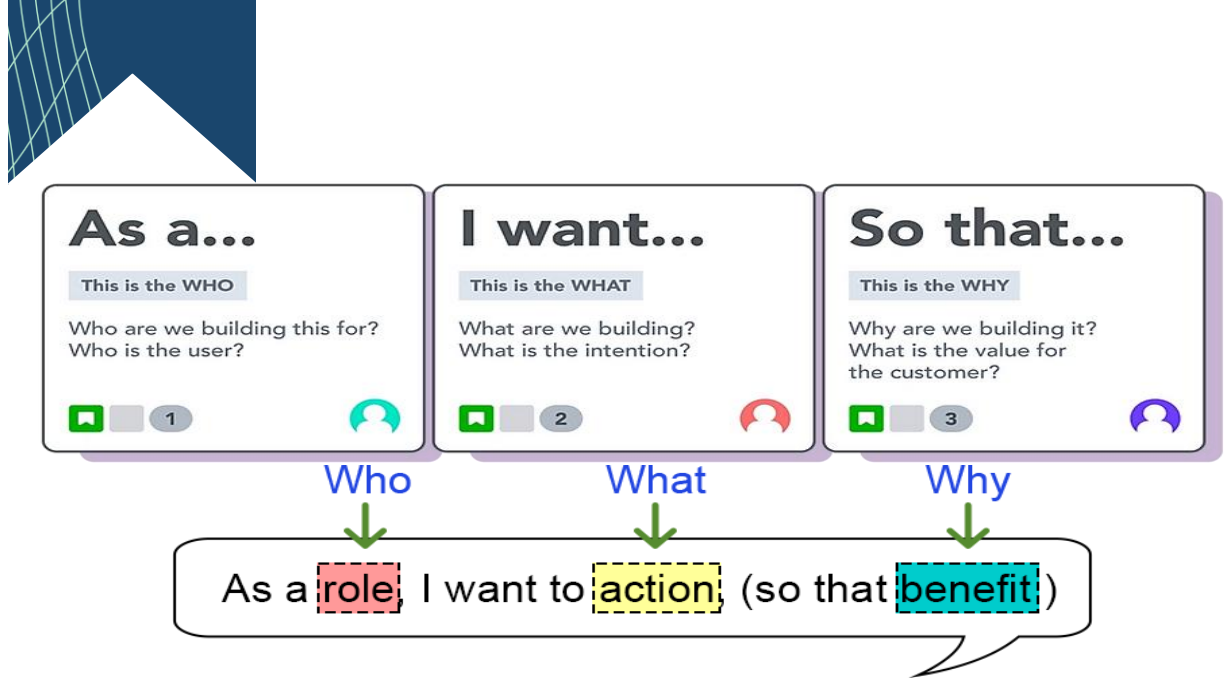 As a...
This is the WHO
Who are we building this for?
Who is the user?
1
I want...
This is the WHAT
What are we building?
What is the intention?
2
So that...
This is the WHY
Why are we building it?
What is the value for
the customer?
3
Who
What
Why
As a role, I want to action, (so that benefit )